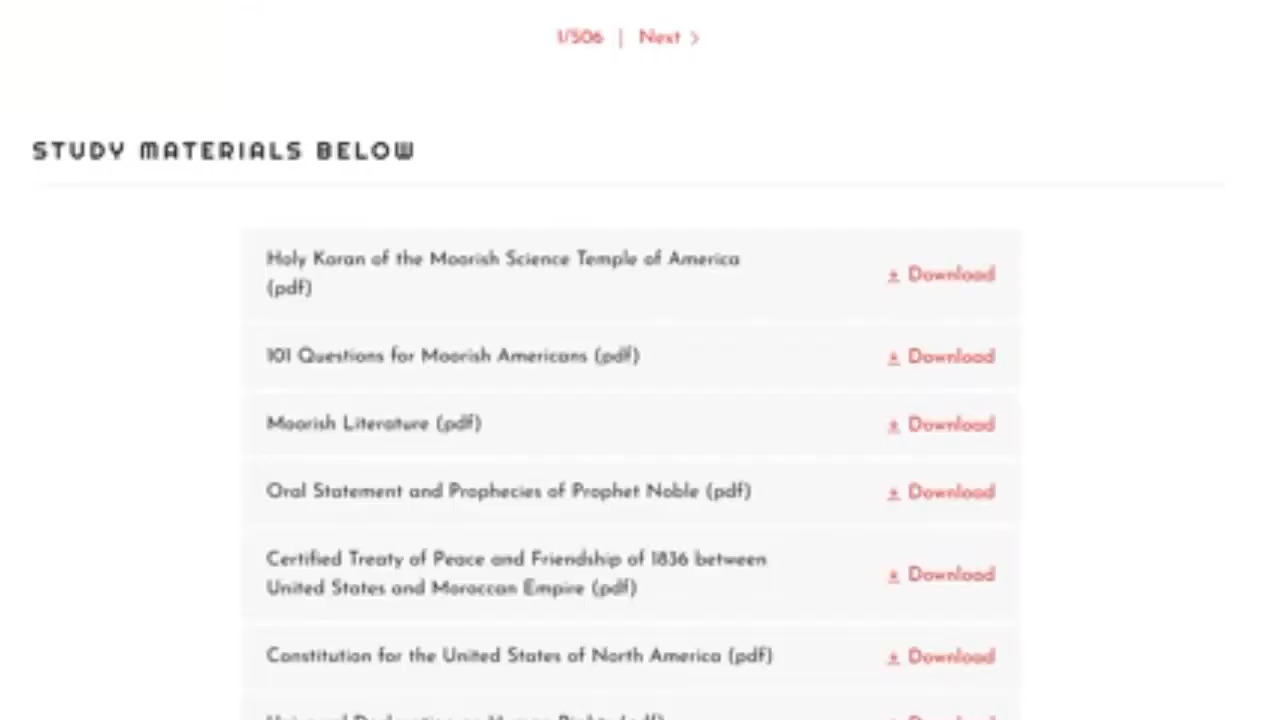 1/506 | Next >
STUDY MATERIALS BELOW
Holy Koran of the Moorish Science Temple of America
(pdf)
Download
101 Questions for Moorish Americans (pdf)
Download
Moorish Literature (pdf)
Download
Oral Statement and Prophecies of Prophet Noble (pdf)
Download
Certified Treaty of Peace and Friendship of 1836 between
United States and Moroccan Empire (pdf)
Download
Constitution for the United States of North America (pdf)
Download